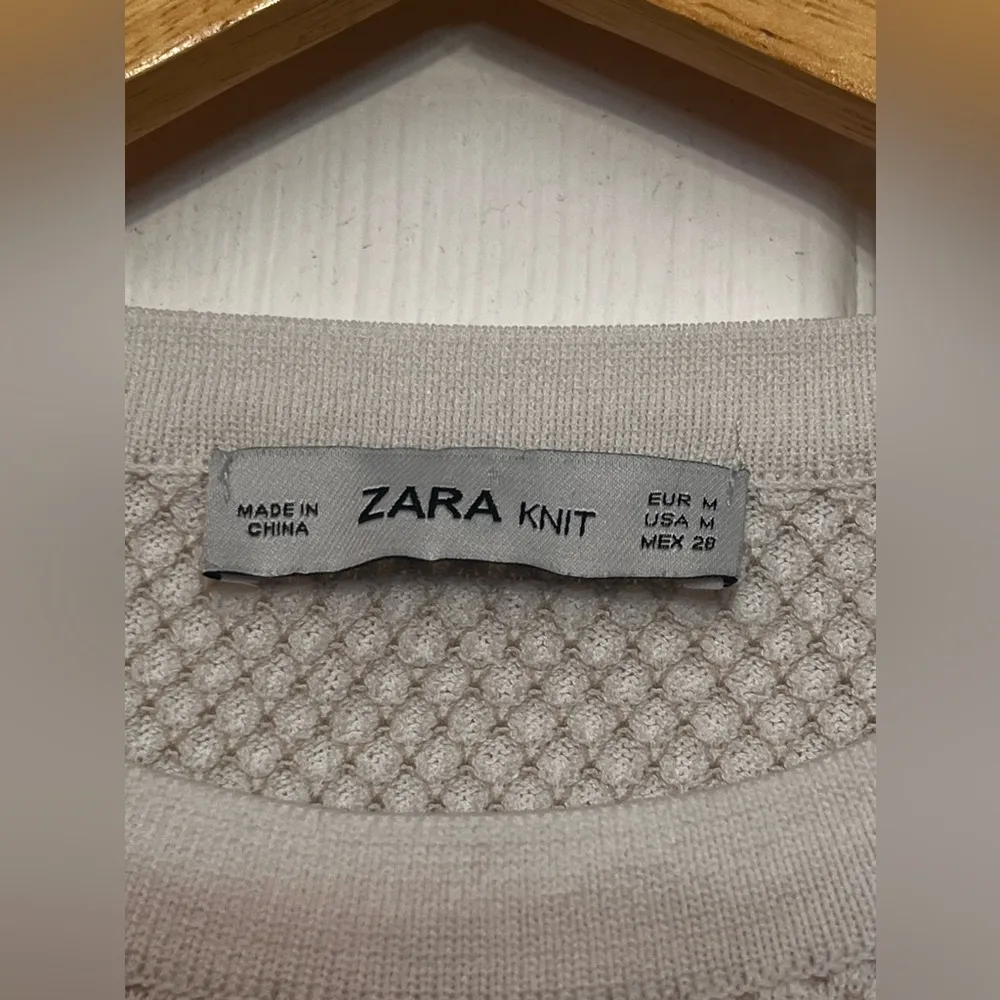 MADE IN
CHINA
ZARA KNIT
EUR M
USA M
MEX 28